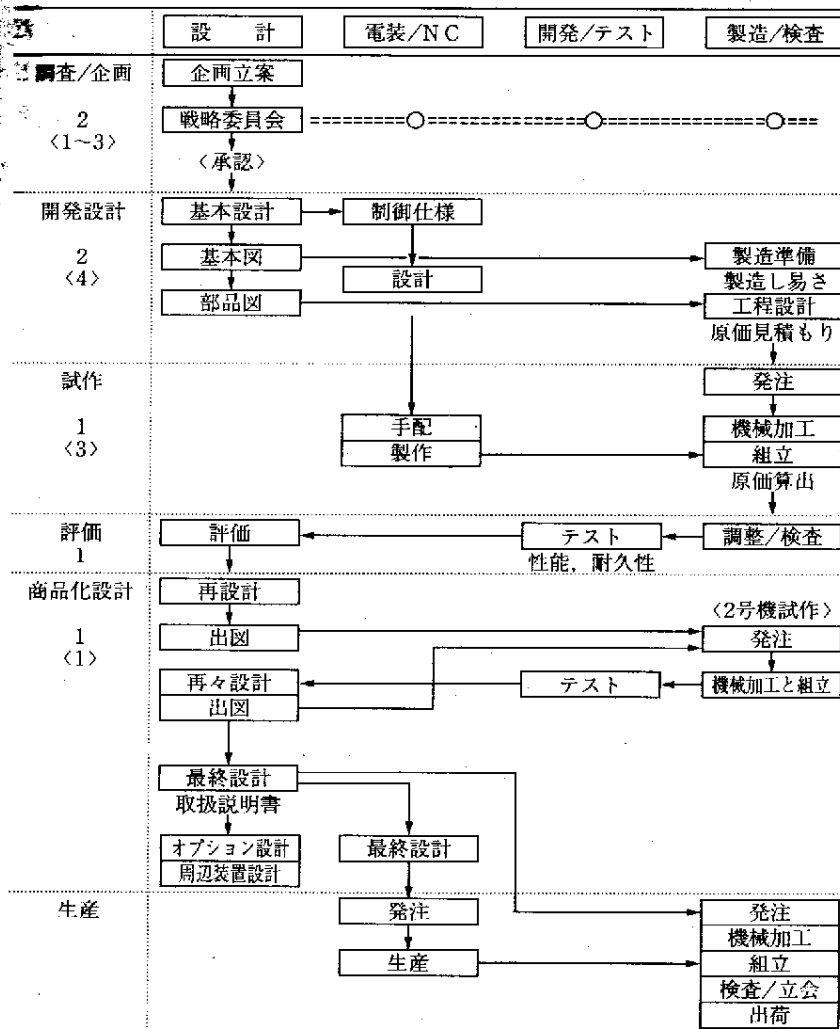 設 計 電装/NC 開発/テスト 製造/検査
調査/企画 企画立案
2 戦略委員会
<1~3>
〈承認〉
開発設計 基本設計 制御仕様
2 基本図 製造準備
<4> 設計 製造し易さ
部品図 工程設計
原価見積もり
試作 発注
1 手配 機械加工
<3> 製作 組立
原価算出
評価 評価 テスト 調整/検査
1 性能, 耐久性
商品化設計 再設計
〈2号機試作〉
1 出図 発注
<1>
再々設計 テスト 機械加工と組立
出図
最終設計
取扱説明書
オプション設計 最終設計
周辺装置設計
生産 発注 発注
機械加工
生産 組立
検査/立会
出荷